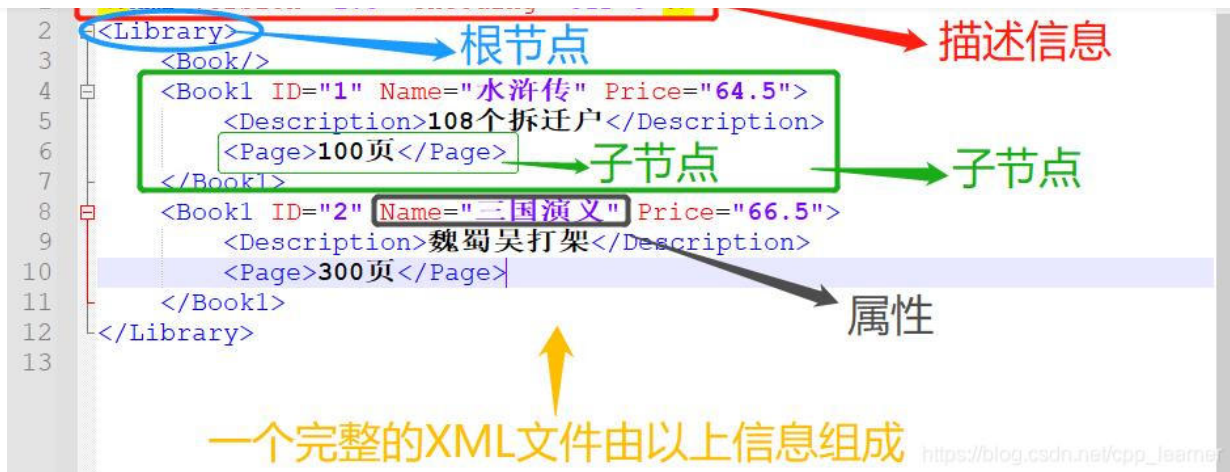 2 <Library> 根节点 描述信息
3 <Book/>
4 <Book1 ID="1" Name="水浒传" Price="64.5">
5 <Description>108个拆迁户</Description>
6 <Page>100页</Page> 子节点 子节点
7 </Book1>
8 <Book1 ID="2" Name="三国演义" Price="66.5">
9 <Description>魏蜀吴打架</Description>
10 <Page>300页</Page>
11 </Book1> 属性
12 </Library>
13
一个完整的XML文件由以上信息组成
https://blog.csdn.net/cpp_learner